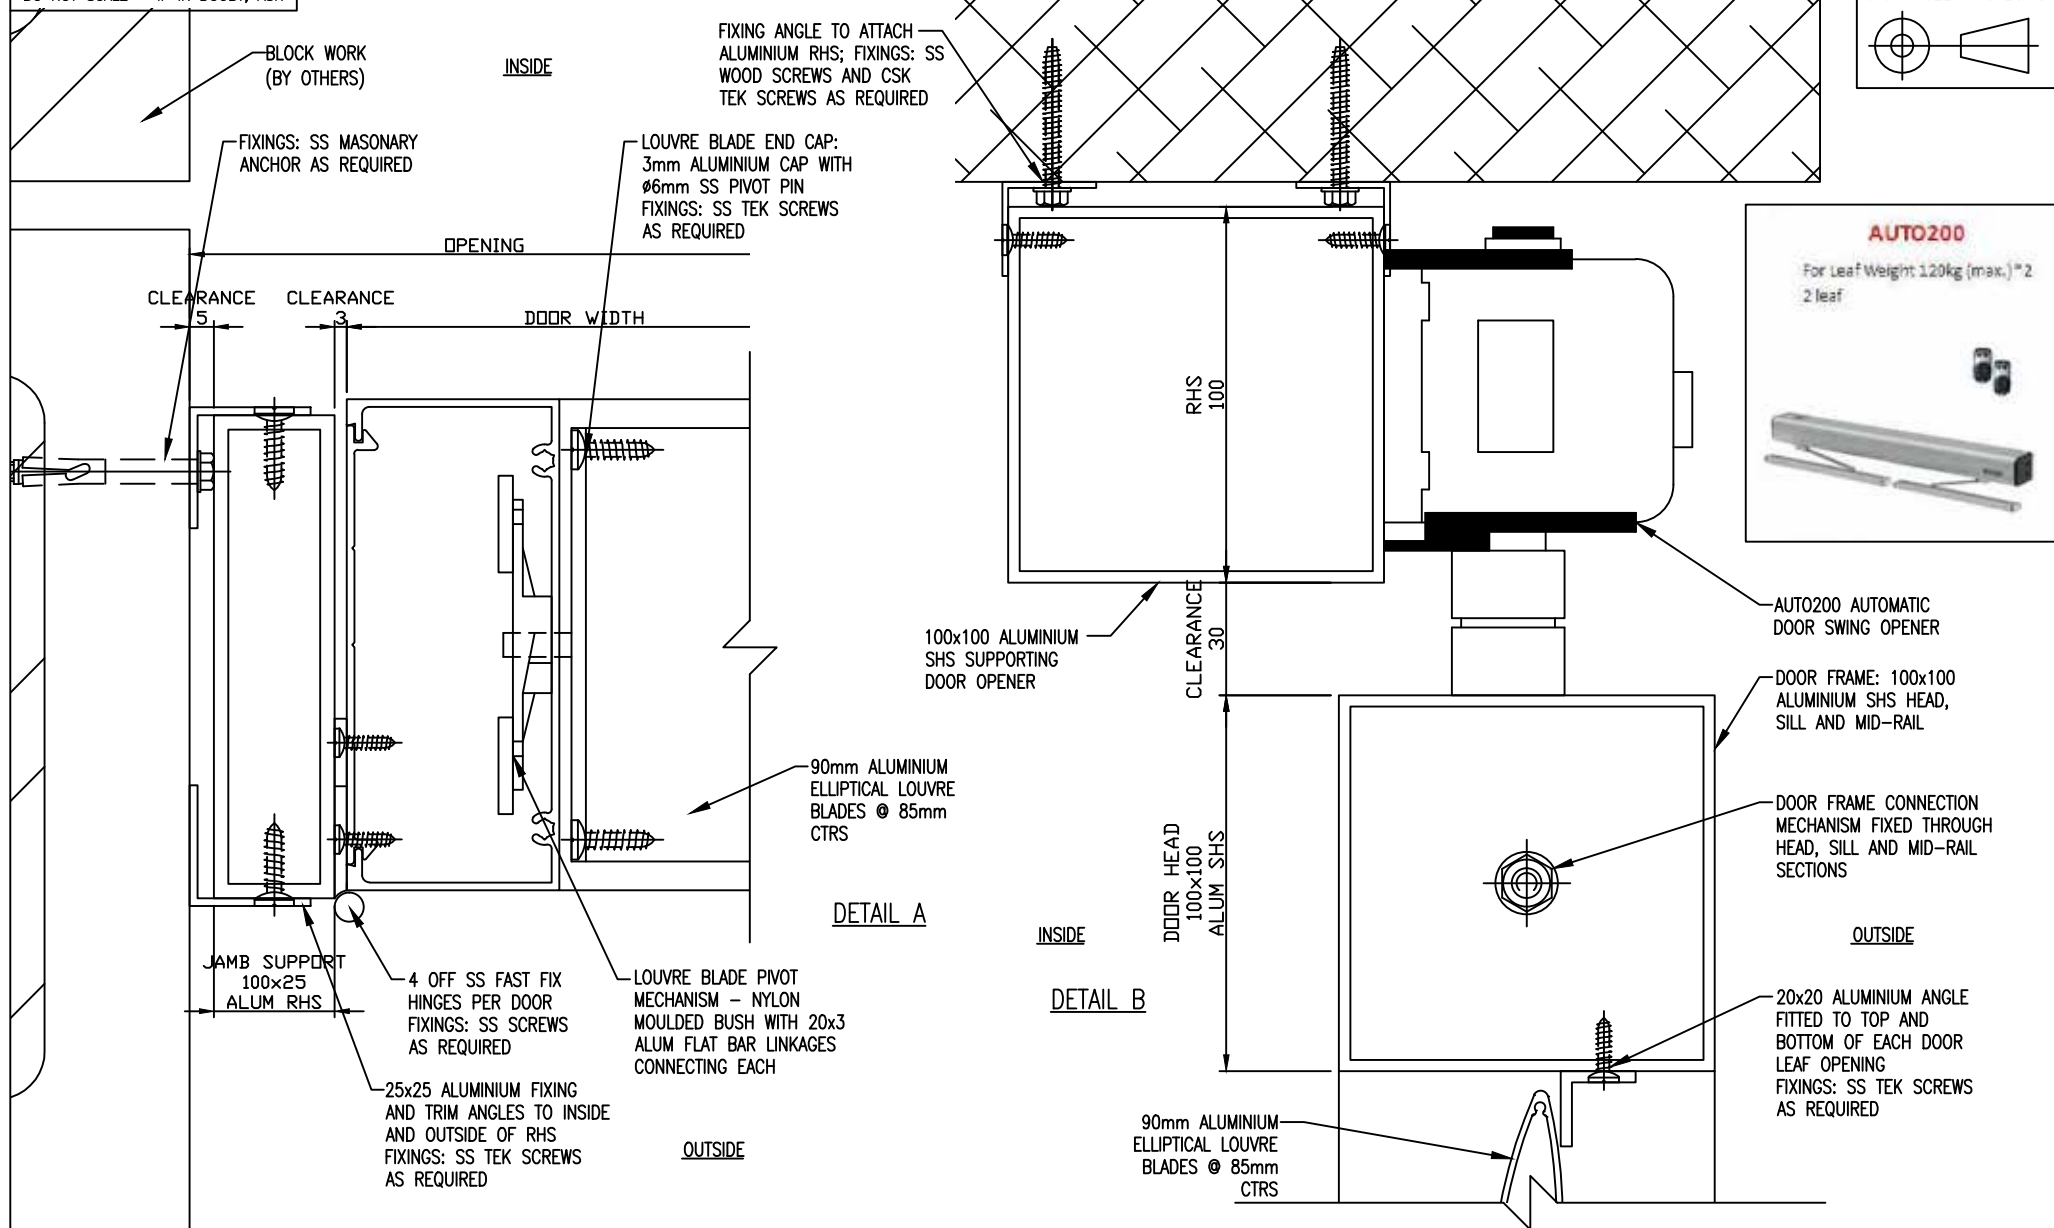 BLOCK WORK
(BY OTHERS)
INSIDE
FIXING ANGLE TO ATTACH
ALUMINIUM RHS; FIXINGS: SS
WOOD SCREWS AND CSK
TEK SCREWS AS REQUIRED
FIXINGS: SS MASONARY
ANCHOR AS REQUIRED
LOUVRE BLADE END CAP:
3mm ALUMINIUM CAP WITH
ø6mm SS PIVOT PIN
FIXINGS: SS TEK SCREWS
AS REQUIRED
OPENING
CLEARANCE
5
CLEARANCE
3
DOOR WIDTH
AUTO200
For Leaf Weight 120kg (max.)*2
2 leaf
RHS
100
CLEARANCE
30
100x100 ALUMINIUM
SHS SUPPORTING
DOOR OPENER
AUTO200 AUTOMATIC
DOOR SWING OPENER
DOOR FRAME: 100x100
ALUMINIUM SHS HEAD,
SILL AND MID-RAIL
90mm ALUMINIUM
ELLIPTICAL LOUVRE
BLADES @ 85mm
CTRS
DOOR FRAME CONNECTION
MECHANISM FIXED THROUGH
HEAD, SILL AND MID-RAIL
SECTIONS
DOOR HEAD
100x100
ALUM SHS
DETAIL A
INSIDE
OUTSIDE
DETAIL B
JAMB SUPPORT
100x25
ALUM RHS
4 OFF SS FAST FIX
HINGES PER DOOR
FIXINGS: SS SCREWS
AS REQUIRED
LOUVRE BLADE PIVOT
MECHANISM - NYLON
MOULDED BUSH WITH 20x3
ALUM FLAT BAR LINKAGES
CONNECTING EACH
20x20 ALUMINIUM ANGLE
FITTED TO TOP AND
BOTTOM OF EACH DOOR
LEAF OPENING
FIXINGS: SS TEK SCREWS
AS REQUIRED
25x25 ALUMINIUM FIXING
AND TRIM ANGLES TO INSIDE
AND OUTSIDE OF RHS
FIXINGS: SS TEK SCREWS
AS REQUIRED
OUTSIDE
90mm ALUMINIUM
ELLIPTICAL LOUVRE
BLADES @ 85mm
CTRS